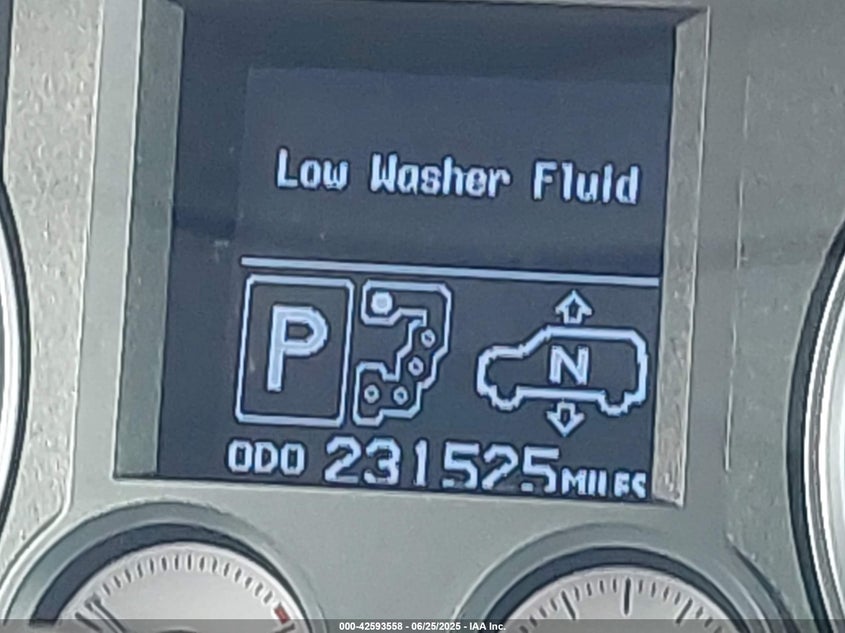 Low Washer Fluid
P
N
ODO 231525 MILES
000-42593558 - 06/25/2025 - IAA Inc.